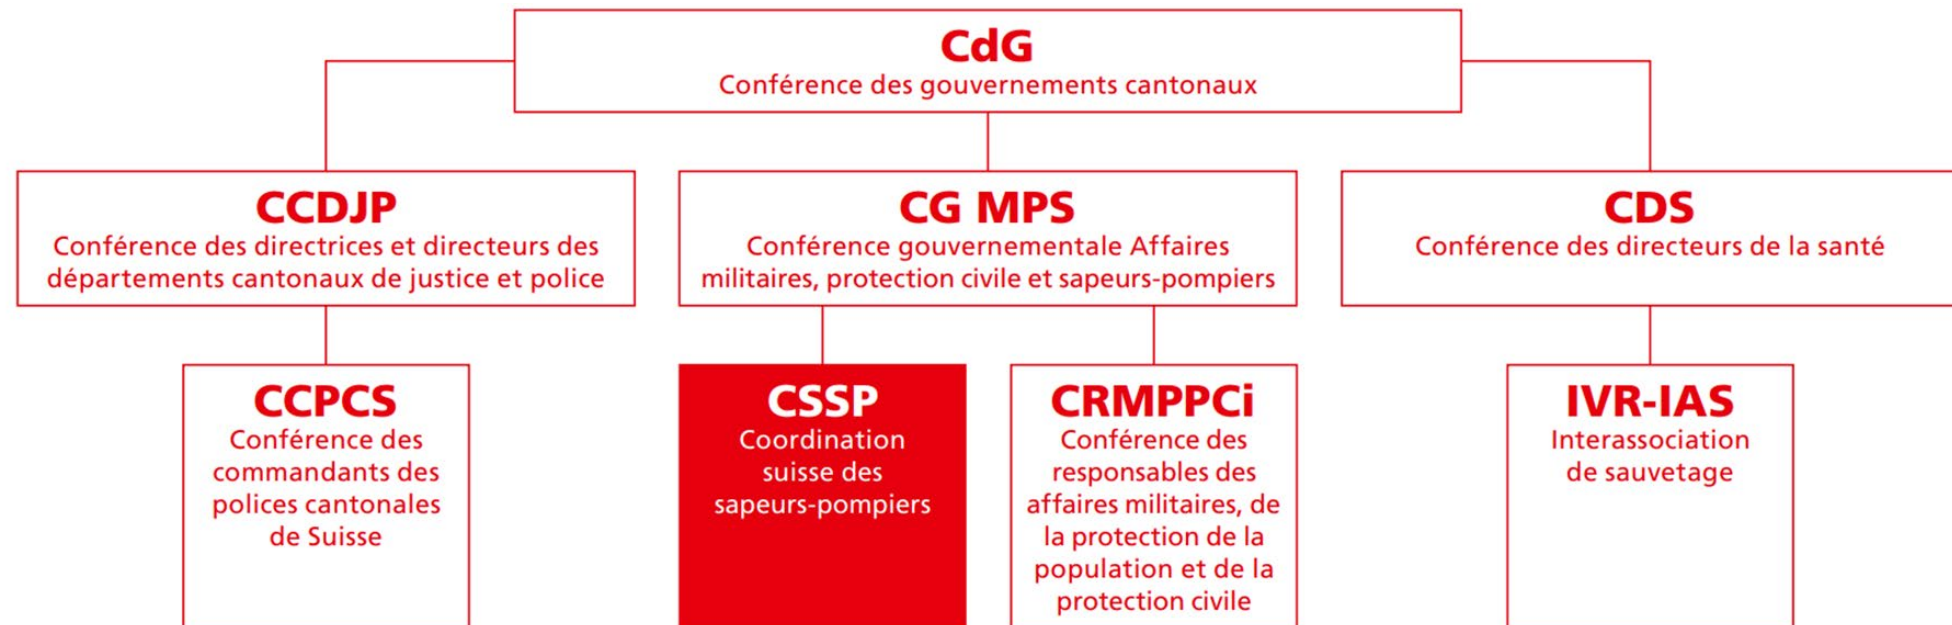 CdG
Conférence des gouvernements cantonaux
CCDJP
Conférence des directrices et directeurs des
départements cantonaux de justice et police
CG MPS
Conférence gouvernementale Affaires
militaires, protection civile et sapeurs-pompiers
CDS
Conférence des directeurs de la santé
CCPCS
Conférence des
commandants des
polices cantonales
de Suisse
CSSP
Coordination
suisse des
sapeurs-pompiers
CRMPPCi
Conférence des
responsables des
affaires militaires, de
la protection de la
population et de la
protection civile
IVR-IAS
Interassociation
de sauvetage